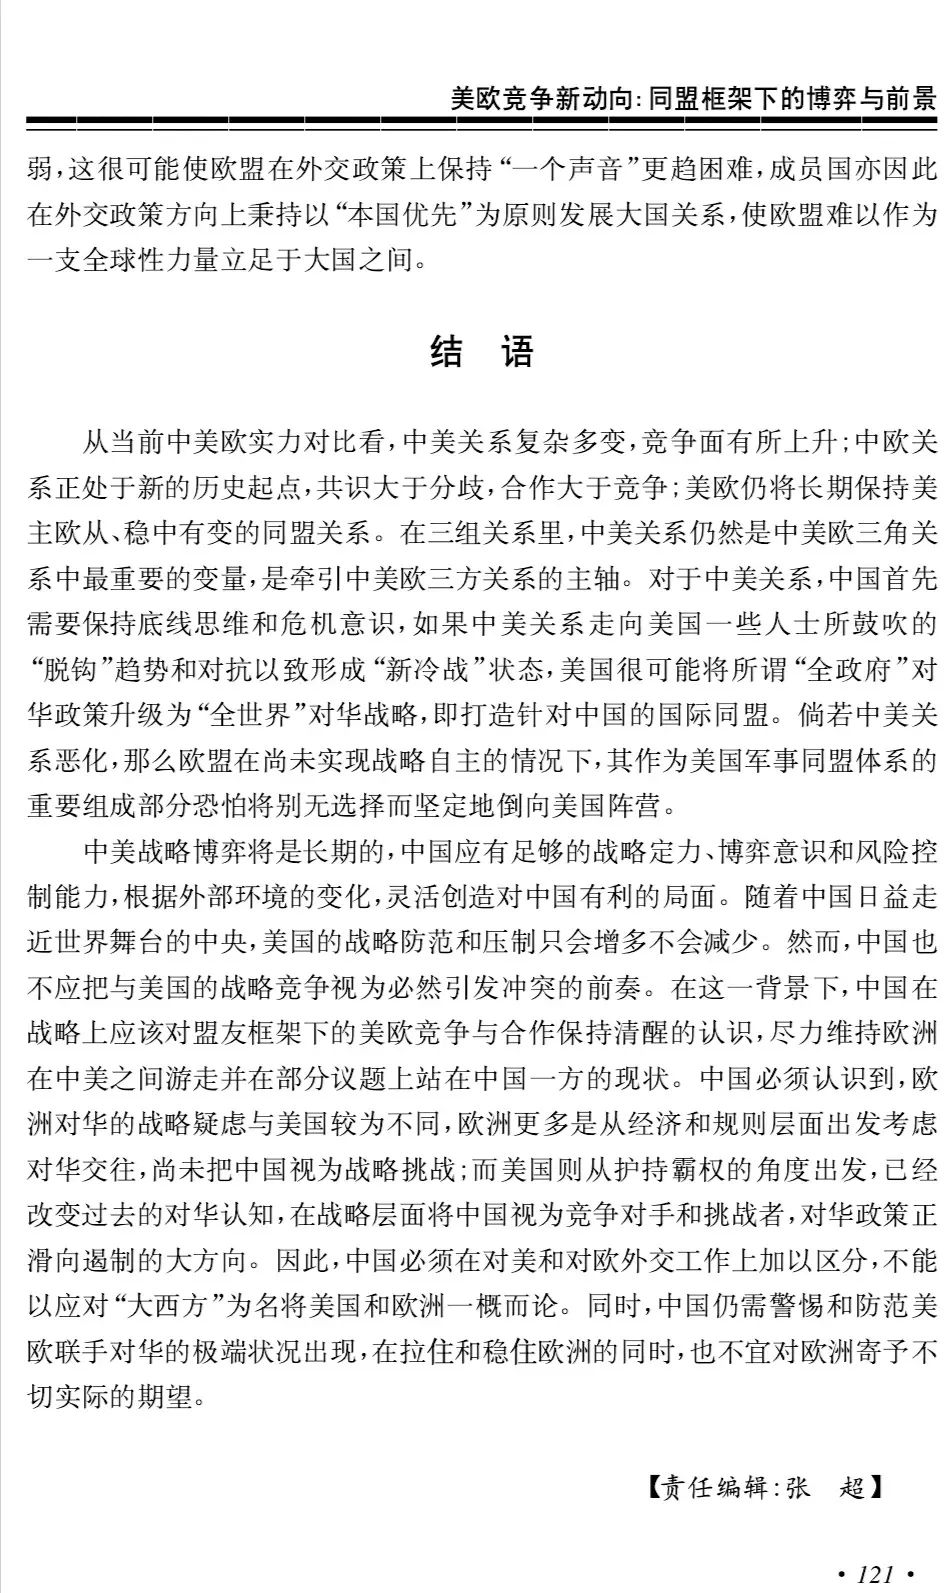 美欧竞争新动向:同盟框架下的博弈与前景
弱,这很可能使欧盟在外交政策上保持“一个声音”更趋困难,成员国亦因此
在外交政策方向上秉持以“本国优先”为原则发展大国关系,使欧盟难以作为
一支全球性力量立足于大国之间。
结 语
从当前中美欧实力对比看,中美关系复杂多变,竞争面有所上升;中欧关
系正处于新的历史起点,共识大于分歧,合作大于竞争;美欧仍将长期保持美
主欧从、稳中有变的同盟关系。在三组关系里,中美关系仍然是中美欧三角关
系中最重要的变量,是牵引中美欧三方关系的主轴。对于中美关系,中国首先
需要保持底线思维和危机意识,如果中美关系走向美国一些人士所鼓吹的
“脱钩”趋势和对抗以致形成“新冷战”状态,美国很可能将所谓“全政府”对
华政策升级为“全世界”对华战略,即打造针对中国的国际同盟。倘若中美关
系恶化,那么欧盟在尚未实现战略自主的情况下,其作为美国军事同盟体系的
重要组成部分恐怕将别无选择而坚定地倒向美国阵营。
中美战略博弈将是长期的,中国应有足够的战略定力、博弈意识和风险控
制能力,根据外部环境的变化,灵活创造对中国有利的局面。随着中国日益走
近世界舞台的中央,美国的战略防范和压制只会增多不会减少。然而,中国也
不应把与美国的战略竞争视为必然引发冲突的前奏。在这一背景下,中国在
战略上应该对盟友框架下的美欧竞争与合作保持清醒的认识,尽力维持欧洲
在中美之间游走并在部分议题上站在中国一方的现状。中国必须认识到,欧
洲对华的战略疑虑与美国较为不同,欧洲更多是从经济和规则层面出发考虑
对华交往,尚未把中国视为战略挑战;而美国则从护持霸权的角度出发,已经
改变过去的对华认知,在战略层面将中国视为竞争对手和挑战者,对华政策正
滑向遏制的大方向。因此,中国必须在对美和对欧外交工作上加以区分,不能
以应对“大西方”为名将美国和欧洲一概而论。同时,中国仍需警惕和防范美
欧联手对华的极端状况出现,在拉住和稳住欧洲的同时,也不宜对欧洲寄予不
切实际的期望。
【责任编辑:张 超】
· 121 ·